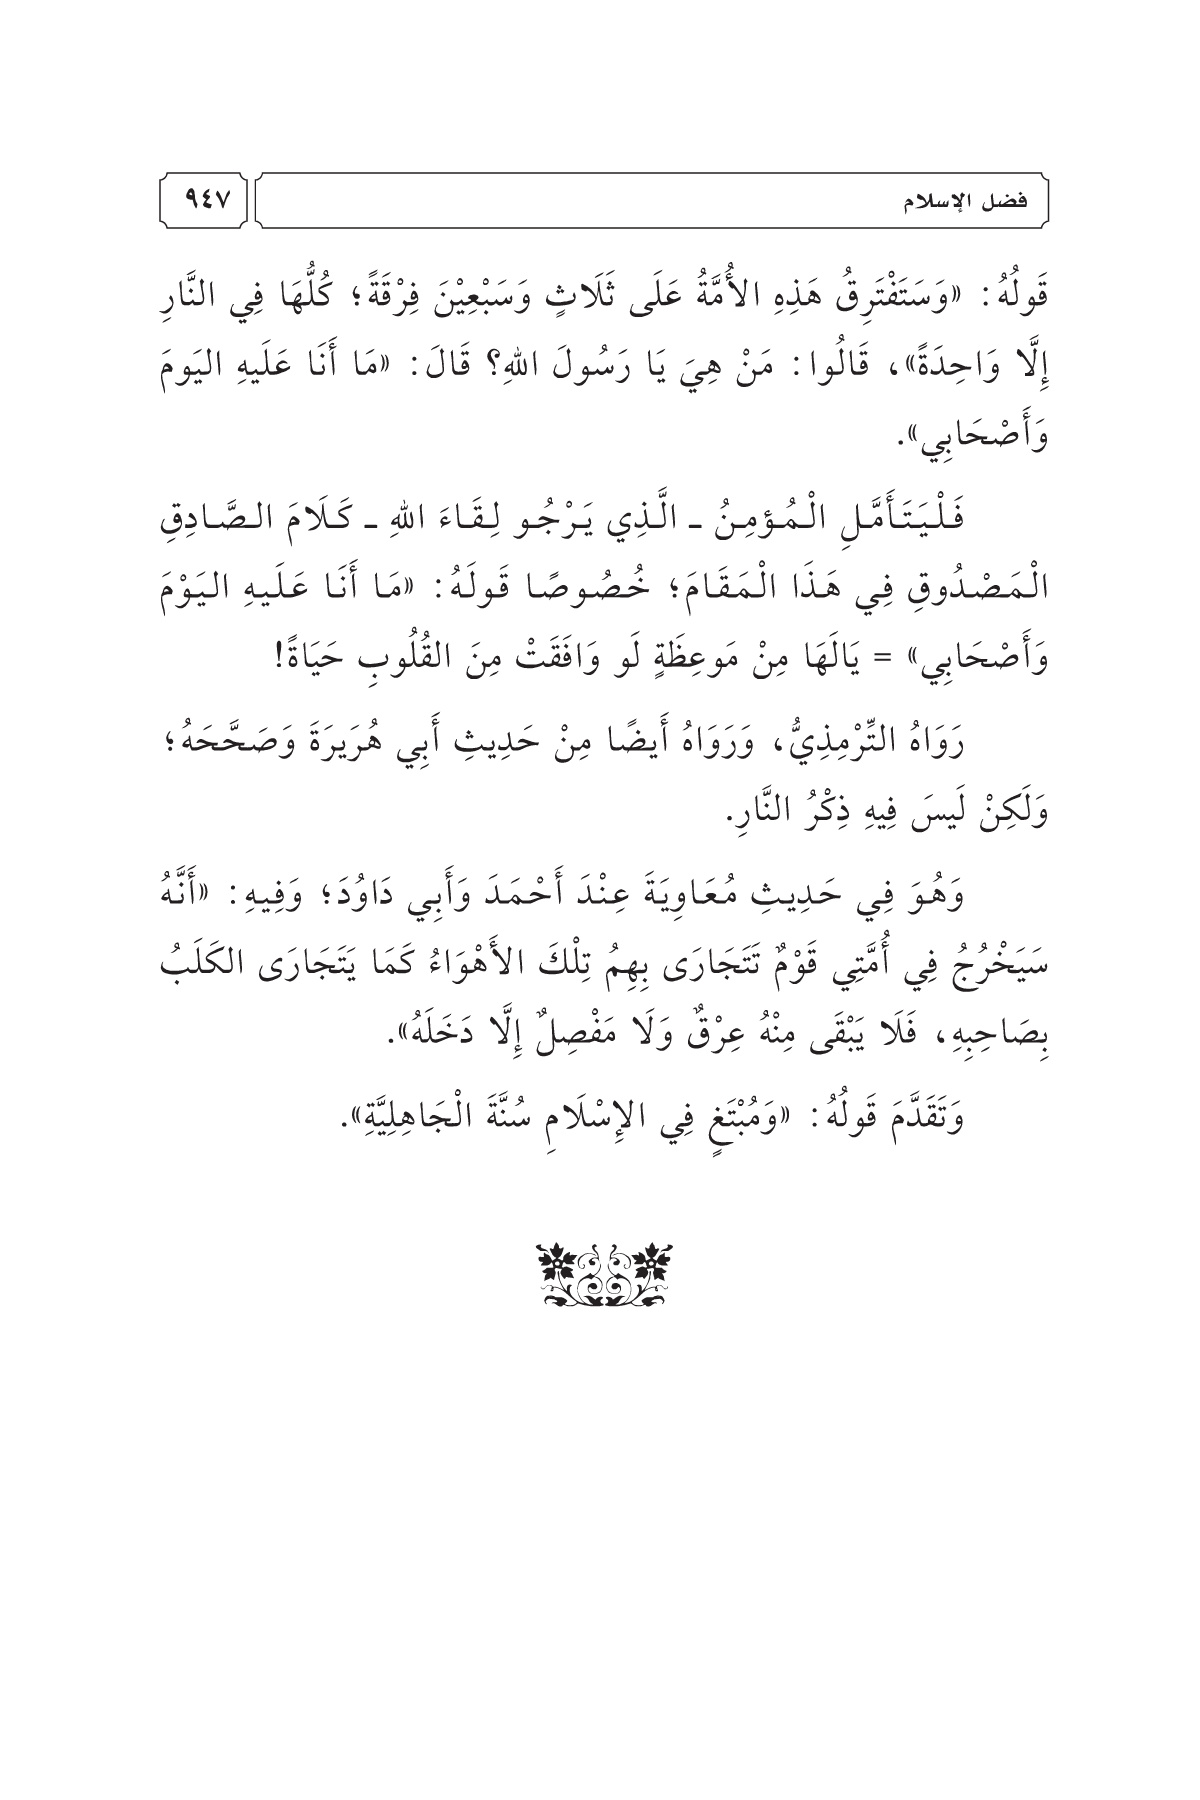 فضل الإسلام
٩٤٧
قَولُهُ: «وَسَتَفْتَرِقُ هَذِهِ الأُمَّةُ عَلَى ثَلَاثٍ وَسَبْعِيْنَ فِرْقَةً؛ كُلُّهَا فِي النَّارِ
إِلَّا وَاحِدَةً»، قَالُوا: مَنْ هِيَ يَا رَسُولَ اللهِ؟ قَالَ: «مَا أَنَا عَلَيهِ اليَومَ
وَأَصْحَابِي».
فَلْيَتَأَمَّلِ الْمُؤمِنُ ـ الَّذِي يَرْجُو لِقَاءَ اللهِ ـ كَلَامَ الصَّادِقِ
الْمَصْدُوقِ فِي هَذَا الْمَقَامَ؛ خُصُوصًا قَولَهُ: «مَا أَنَا عَلَيهِ اليَوْمَ
وَأَصْحَابِي» = يَالَهَا مِنْ مَوعِظَةٍ لَو وَافَقَتْ مِنَ القُلُوبِ حَيَاةً!
رَوَاهُ التِّرْمِذِيُّ، وَرَوَاهُ أَيضًا مِنْ حَدِيثِ أَبِي هُرَيرَةَ وَصَحَّحَهُ؛
وَلَكِنْ لَيسَ فِيهِ ذِكْرُ النَّارِ.
وَهُوَ فِي حَدِيثِ مُعَاوِيَةَ عِنْدَ أَحْمَدَ وَأَبِي دَاوُدَ؛ وَفِيهِ: «أَنَّهُ
سَيَخْرُجُ فِي أُمَّتِي قَوْمٌ تَتَجَارَى بِهِمُ تِلْكَ الأَهْوَاءُ كَمَا يَتَجَارَى الكَلَبُ
بِصَاحِبِهِ، فَلَا يَبْقَى مِنْهُ عِرْقٌ وَلَا مَفْصِلٌ إِلَّا دَخَلَهُ».
وَتَقَدَّمَ قَولُهُ: «وَمُبْتَغٍ فِي الإِسْلَامِ سُنَّةَ الْجَاهِلِيَّةِ».